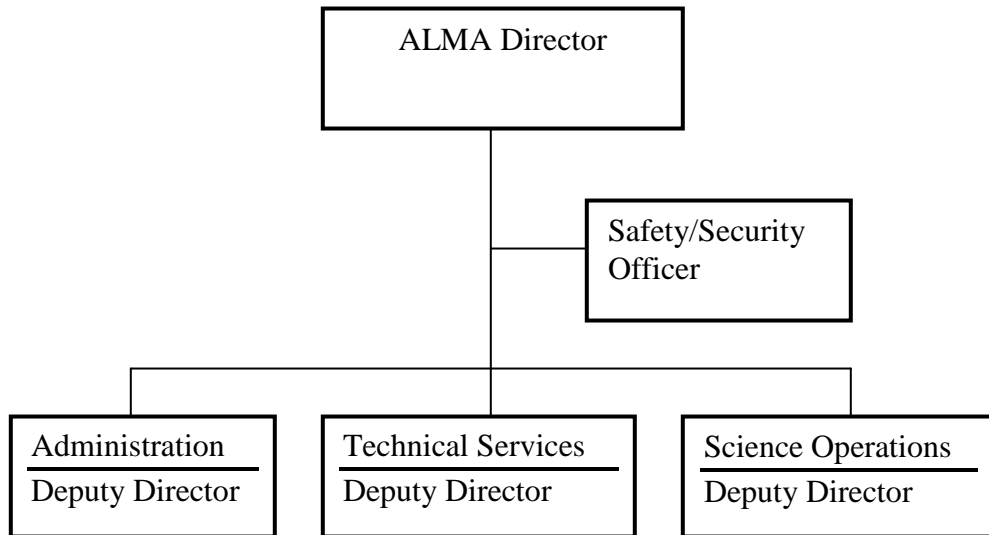 ALMA Director
Safety/Security
Officer
Administration
Deputy Director
Technical Services
Deputy Director
Science Operations
Deputy Director